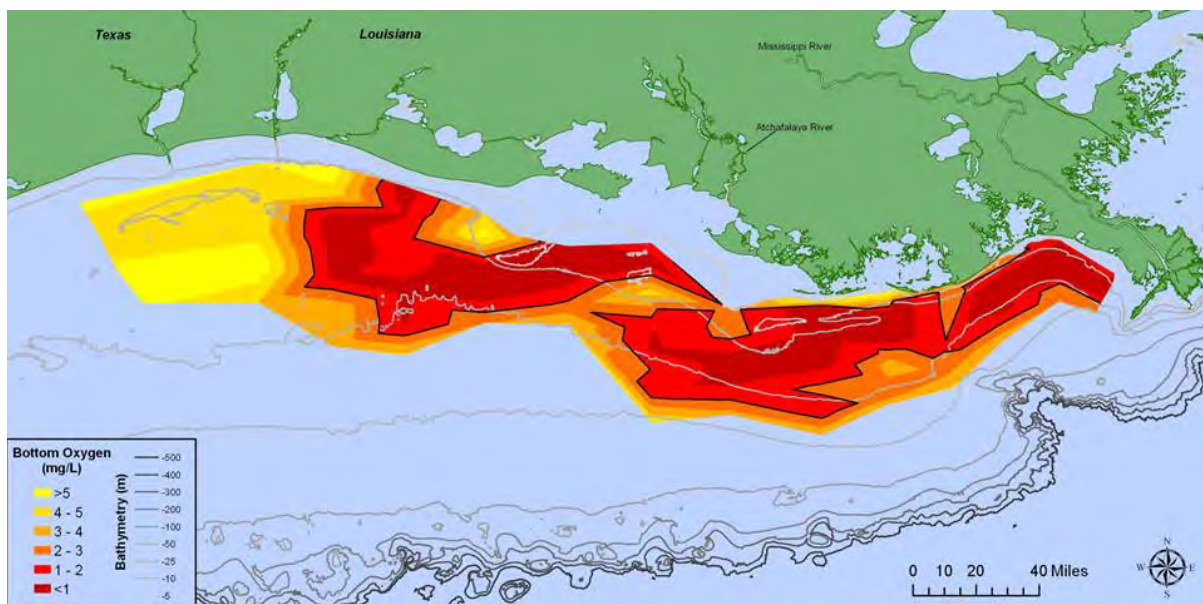 Texas
Louisiana
Mississippi River
Atchafalaya River
Bottom Oxygen
(mg/L)
>5
4 - 5
3 - 4
2 - 3
1 - 2
<1
Bathymetry (m)
-500
-400
-300
-200
-100
-50
-25
-10
-5
0 10 20 40 Miles
N
W E
S